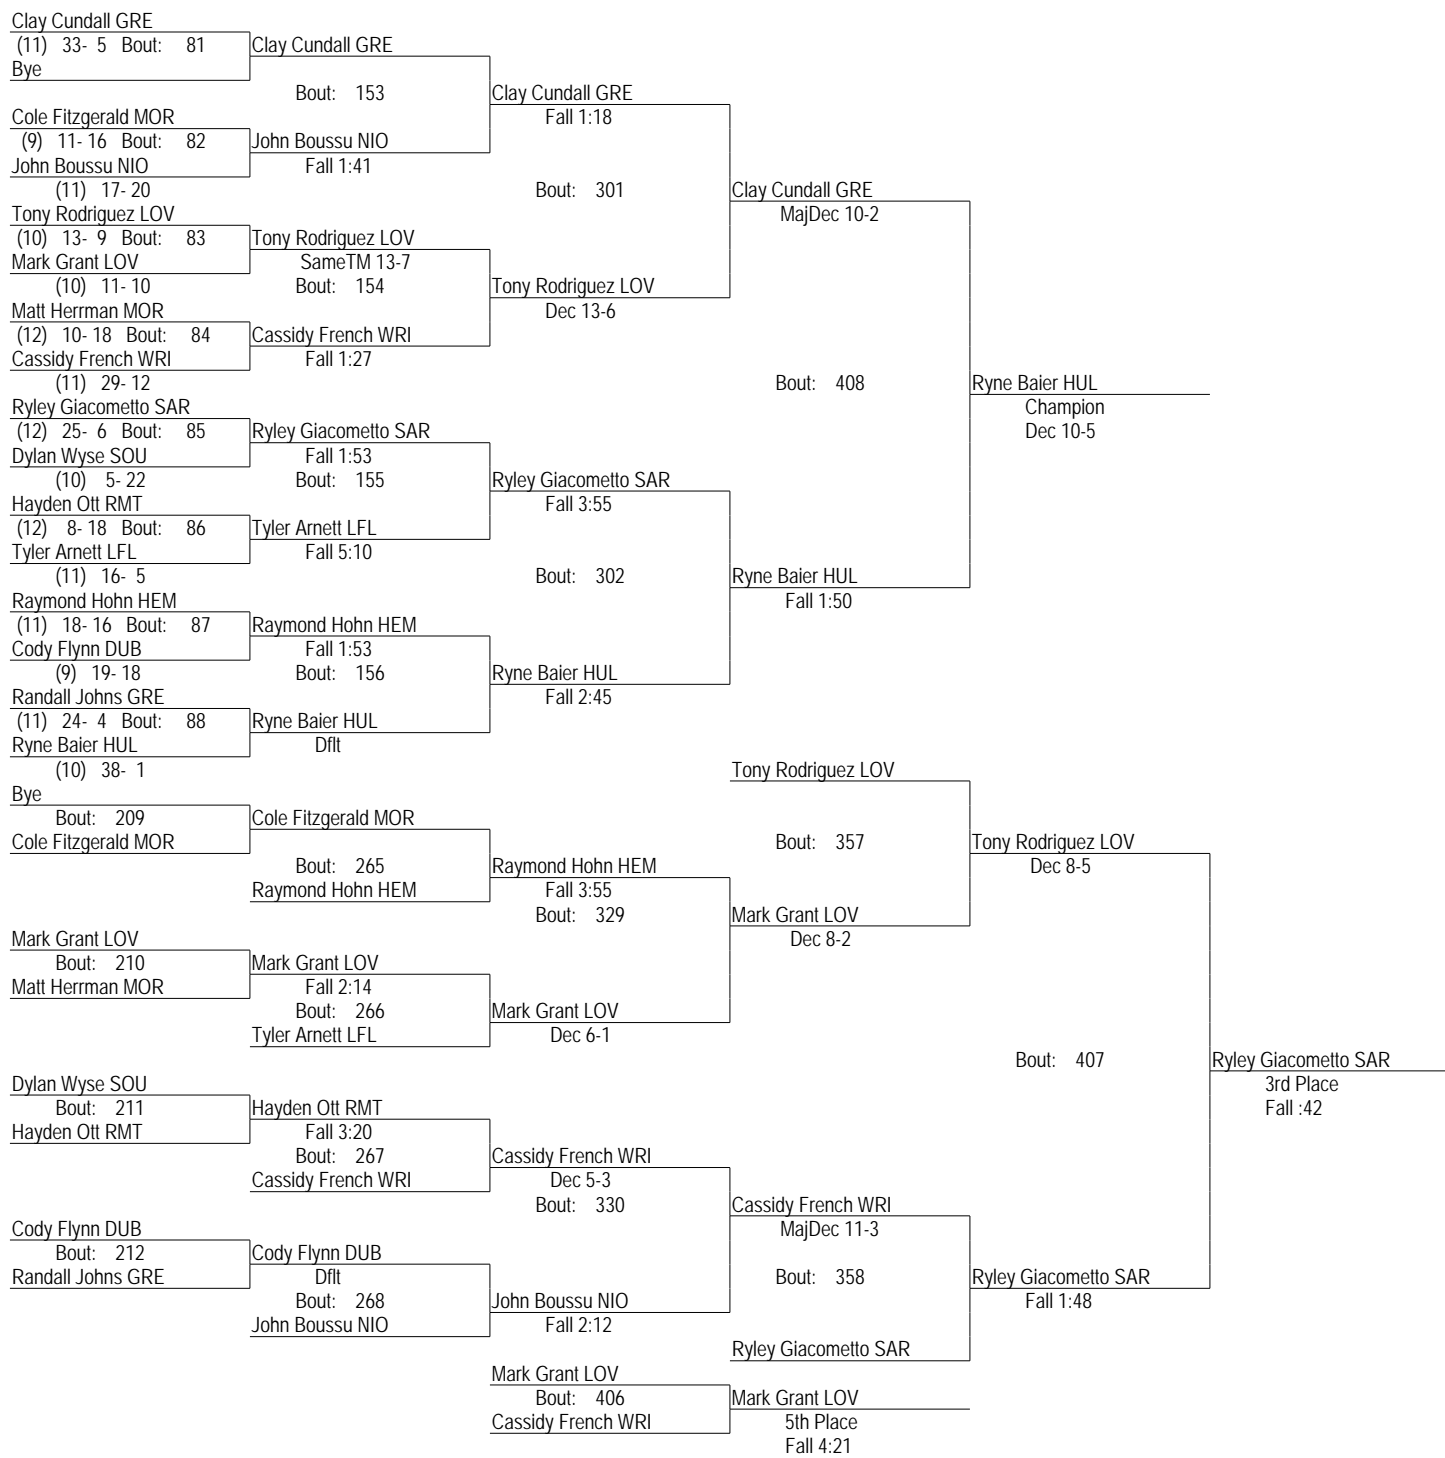 Clay Cundall GRE
(11) 33- 5 Bout: 81 Clay Cundall GRE
Bye
Bout: 153 Clay Cundall GRE
Cole Fitzgerald MOR Fall 1:18
(9) 11- 16 Bout: 82 John Boussu NIO
John Boussu NIO Fall 1:41
(11) 17- 20 Bout: 301 Clay Cundall GRE
Tony Rodriguez LOV MajDec 10-2
(10) 13- 9 Bout: 83 Tony Rodriguez LOV
Mark Grant LOV SameTM 13-7
(10) 11- 10 Bout: 154 Tony Rodriguez LOV
Matt Herrman MOR Dec 13-6
(12) 10- 18 Bout: 84 Cassidy French WRI
Cassidy French WRI Fall 1:27
(11) 29- 12 Bout: 408 Ryne Baier HUL
Ryley Giacometto SAR Champion
(12) 25- 6 Bout: 85 Ryley Giacometto SAR Dec 10-5
Dylan Wyse SOU Fall 1:53
(10) 5- 22 Bout: 155 Ryley Giacometto SAR
Hayden Ott RMT Fall 3:55
(12) 8- 18 Bout: 86 Tyler Arnett LFL
Tyler Arnett LFL Fall 5:10
(11) 16- 5 Bout: 302 Ryne Baier HUL
Raymond Hohn HEM Fall 1:50
(11) 18- 16 Bout: 87 Raymond Hohn HEM
Cody Flynn DUB Fall 1:53
(9) 19- 18 Bout: 156 Ryne Baier HUL
Randall Johns GRE Fall 2:45
(11) 24- 4 Bout: 88 Ryne Baier HUL
Ryne Baier HUL Dflt
(10) 38- 1 Tony Rodriguez LOV
Bye
Bout: 209 Cole Fitzgerald MOR
Cole Fitzgerald MOR Bout: 357 Tony Rodriguez LOV
Bout: 265 Raymond Hohn HEM Dec 8-5
Raymond Hohn HEM Fall 3:55
Bout: 329 Mark Grant LOV
Mark Grant LOV Dec 8-2
Bout: 210 Mark Grant LOV
Matt Herrman MOR Fall 2:14
Bout: 266 Mark Grant LOV
Tyler Arnett LFL Dec 6-1
Bout: 407 Ryley Giacometto SAR
Dylan Wyse SOU 3rd Place
Bout: 211 Hayden Ott RMT Fall :42
Hayden Ott RMT Fall 3:20
Bout: 267 Cassidy French WRI
Cassidy French WRI Dec 5-3
Bout: 330 Cassidy French WRI
Cody Flynn DUB MajDec 11-3
Bout: 212 Cody Flynn DUB
Randall Johns GRE Dflt Bout: 358 Ryley Giacometto SAR
Bout: 268 John Boussu NIO Fall 1:48
John Boussu NIO Fall 2:12
Ryley Giacometto SAR
Mark Grant LOV
Bout: 406 Mark Grant LOV
Cassidy French WRI 5th Place
Fall 4:21